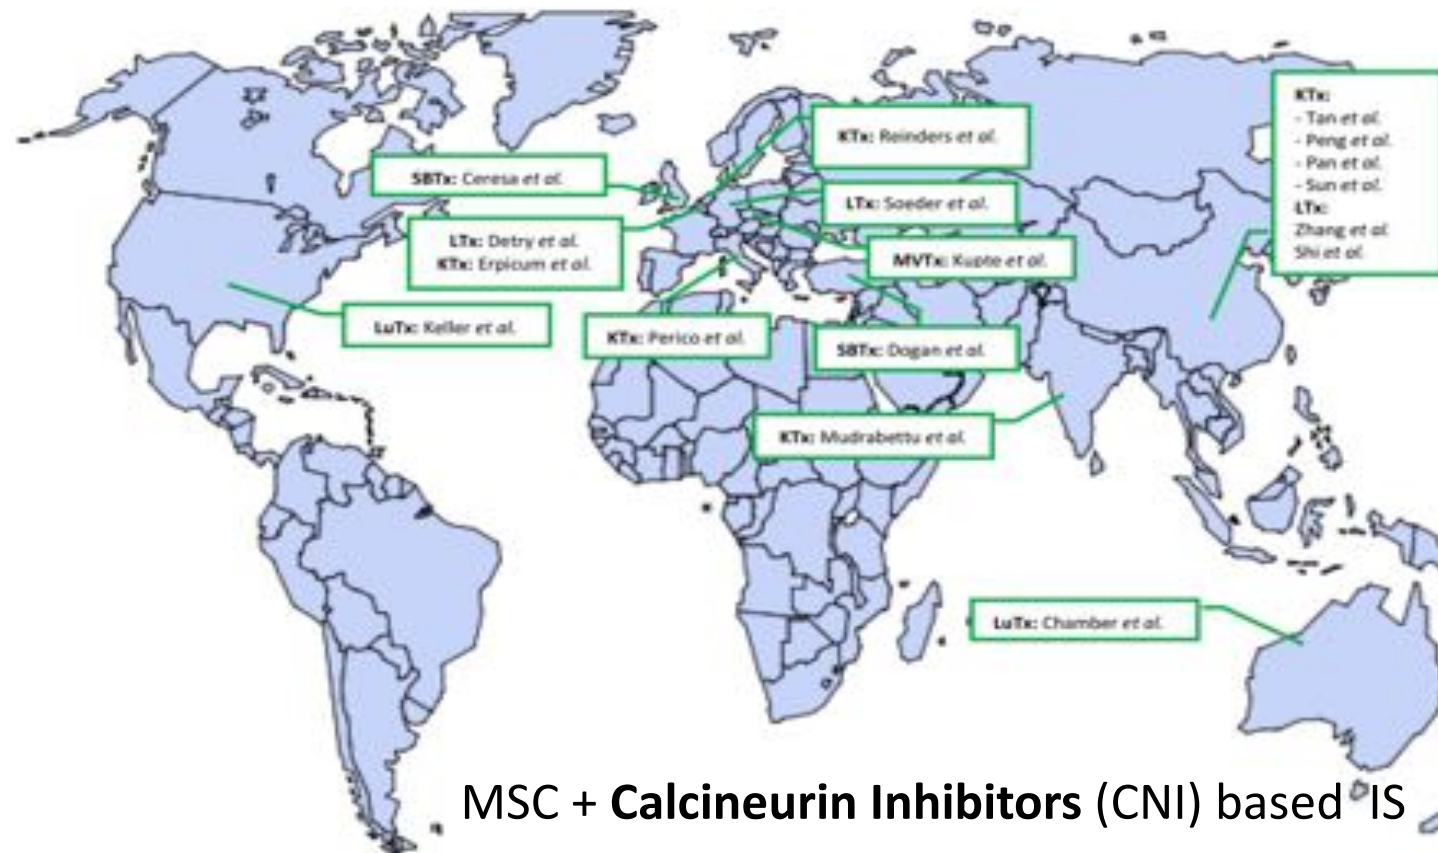 KTx:
- Tan et al.
- Peng et al.
- Pan et al.
- Sun et al.
LTx:
Zhang et al
Shi et al.
KTx: Reinders et al.
SBTx: Ceresa et al.
LTx: Soeder et al.
LTx: Detry et al.
KTx: Erpicum et al.
MVTx: Kupte et al.
LuTx: Keller et al.
KTx: Perico et al.
SBTx: Dogan et al.
KTx: Mudrabettu et al.
LuTx: Chamber et al.
MSC + Calcineurin Inhibitors (CNI) based IS